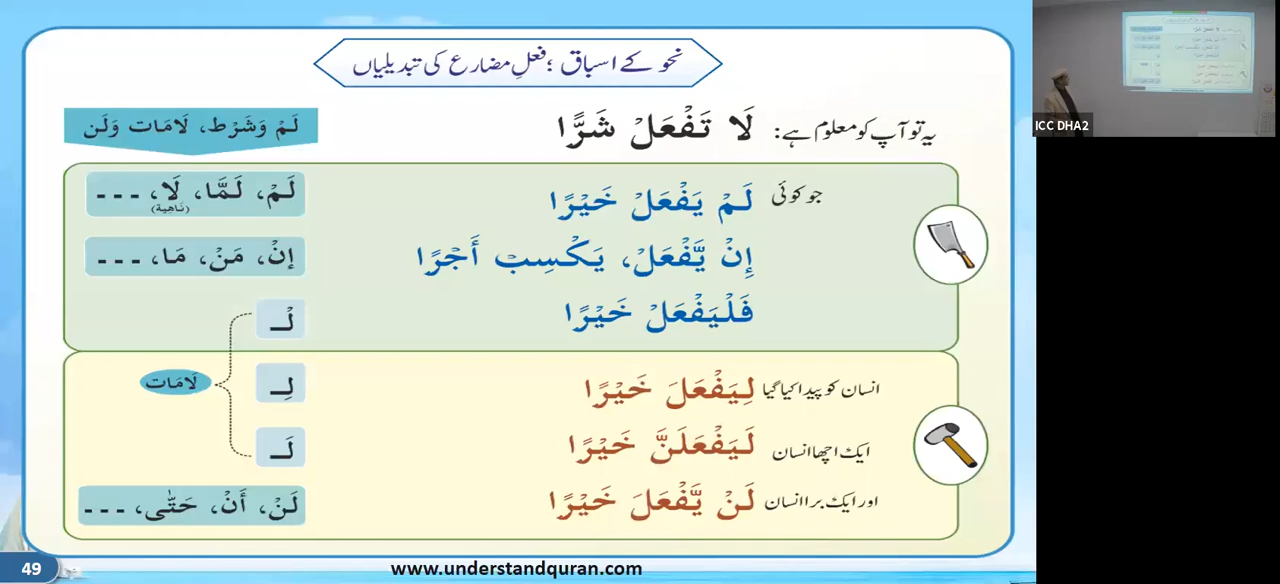 نحو کے اسباق ؛ فعلِ مضارع کی تبدیلیاں
یہ تو آپ کو معلوم ہے: لَا تَفْعَلْ شَرًّا
لَمْ وَشَرْط، لَامَات وَلَن
جو کوئی لَمْ يَفْعَلْ خَيْرًا
لَمْ، لَمَّا، لَا، ---
(نَاهِيَة)
إِنْ يَّفْعَلْ، يَكْسِبْ أَجْرًا
إِنْ، مَنْ، مَا، ---
فَلْيَفْعَلْ خَيْرًا
لْـ
انسان کو پیدا کیا گیا لِيَفْعَلَ خَيْرًا
لِـ
لَامَات
ایک اچھا انسان لَيَفْعَلَنَّ خَيْرًا
لَـ
اور ایک برا انسان لَنْ يَّفْعَلَ خَيْرًا
لَنْ، أَنْ، حَتّٰى، ---
49
www.understandquran.com
ICC DHA2